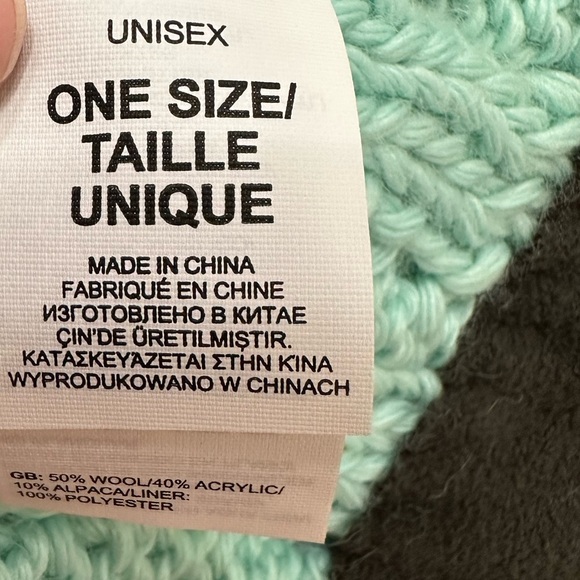 UNISEX
ONE SIZE/
TAILLE
UNIQUE
MADE IN CHINA
FABRIQUÉ EN CHINE
ИЗГОТОВЛЕНО В КИТАЕ
ÇIN'DE ÜRETILMIŞTIR.
ΚΑΤΑΣΚΕΥΆΖΕΤΑΙ ΣΤΗΝ ΚΊΝΑ
WYPRODUKOWANO W CHINACH
GB: 50% WOOL/40% ACRYLIC/
10% ALPACA/LINER:
100% POLYESTER